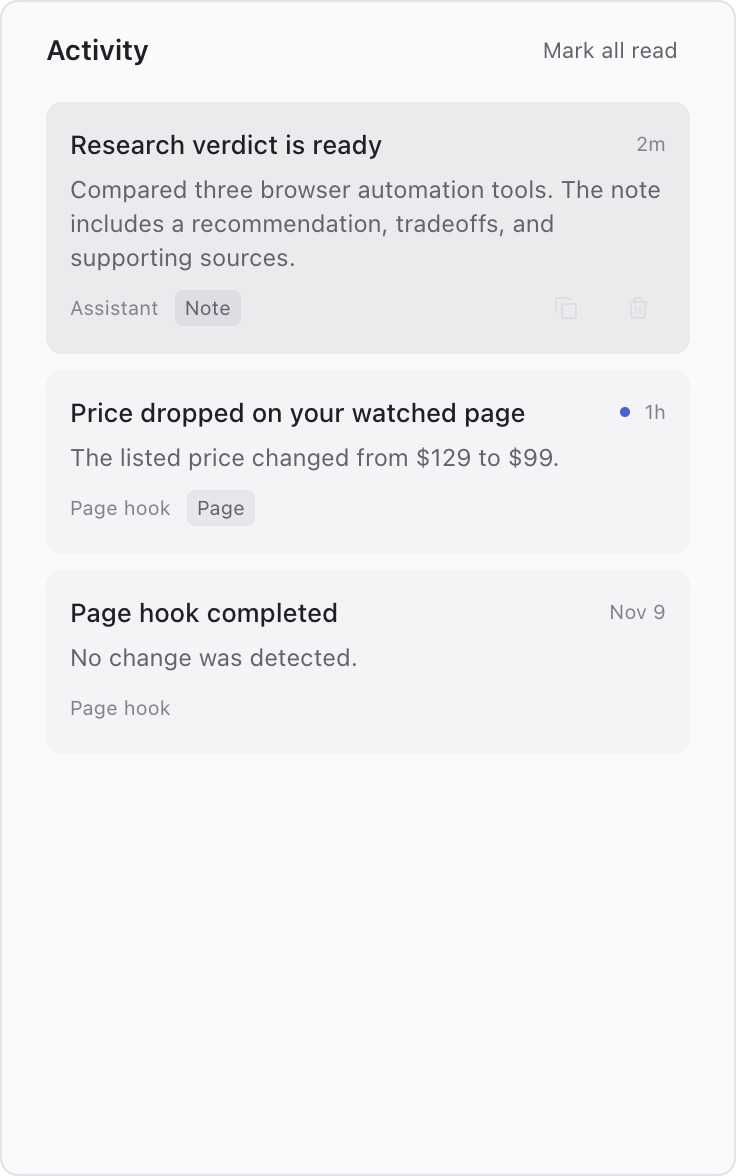 Activity
Mark all read
Research verdict is ready
2m
Compared three browser automation tools. The note
includes a recommendation, tradeoffs, and
supporting sources.
Assistant
Note
Price dropped on your watched page
1h
The listed price changed from $129 to $99.
Page hook
Page
Page hook completed
Nov 9
No change was detected.
Page hook